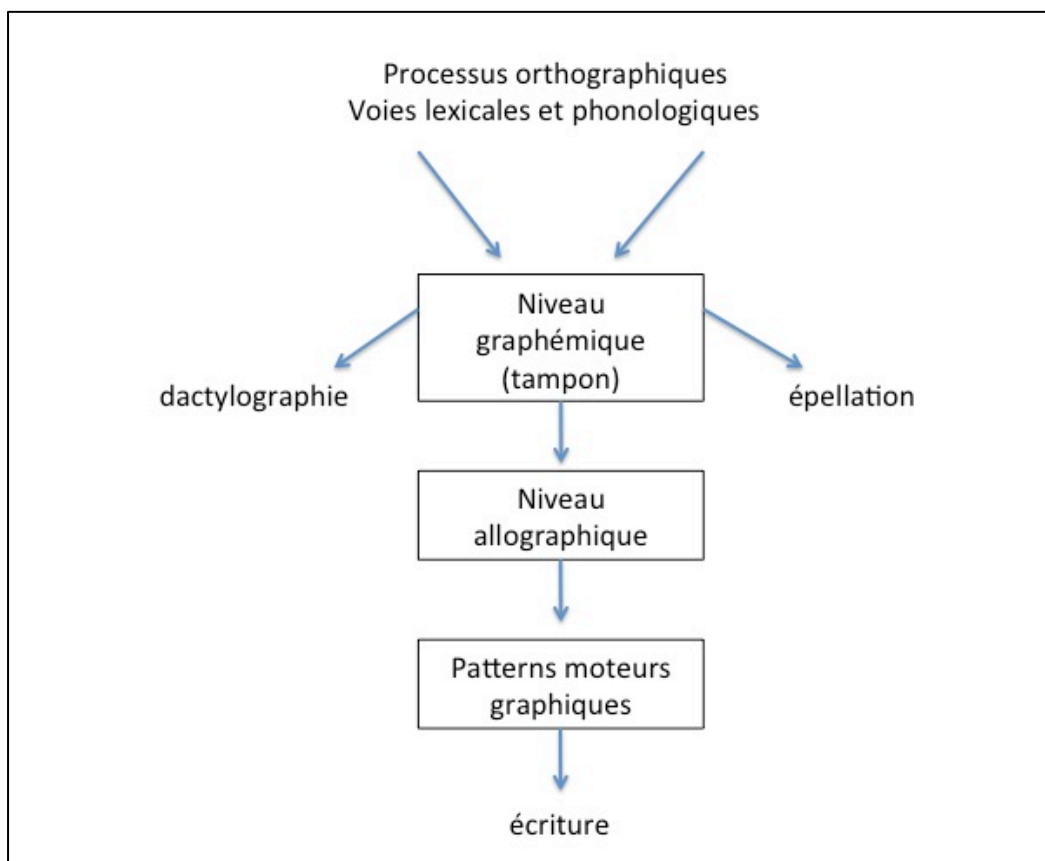 Processus orthographiques
Voies lexicales et phonologiques
Niveau
graphémique
(tampon)
dactylographie
épellation
Niveau
allographique
Patterns moteurs
graphiques
écriture